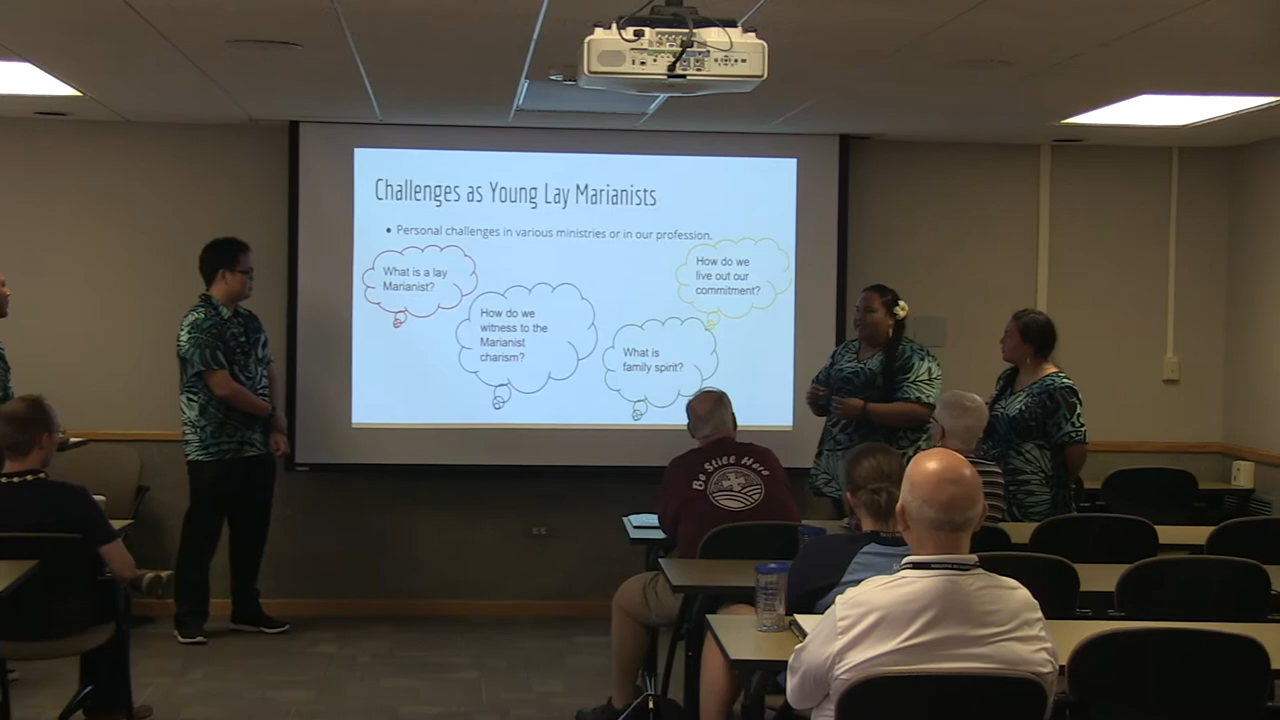 Challenges as Young Lay Marianists
• Personal challenges in various ministries or in our profession.
What is a lay
Marianist?
How do we
witness to the
Marianist
charism?
What is
family spirit?
How do we
live out our
commitment?
Be Still Here